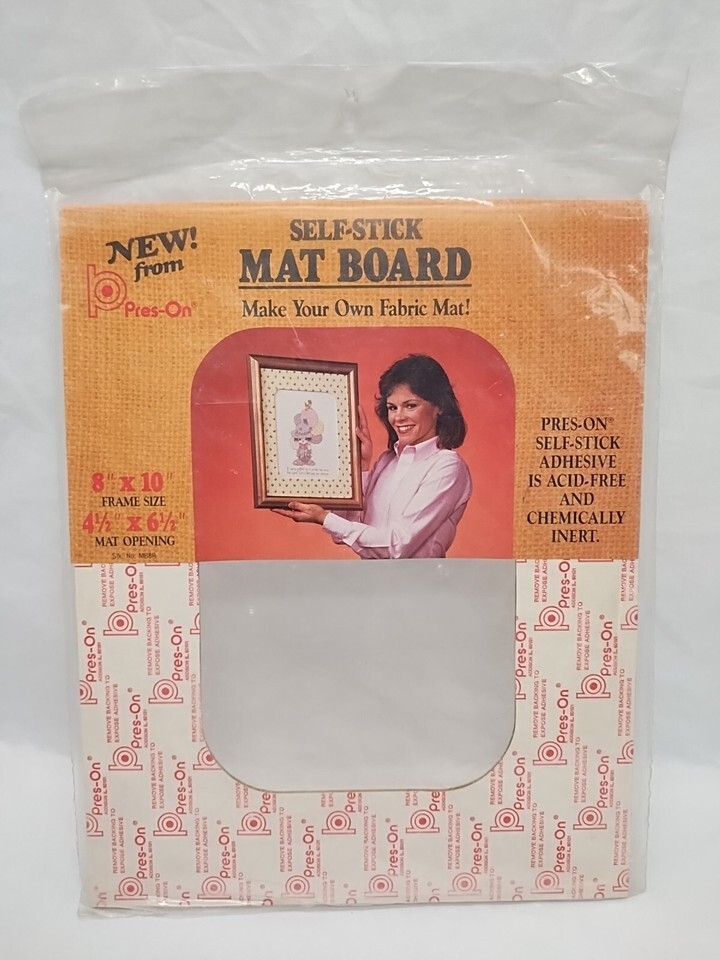 NEW!
from
Pres-On®
SELF-STICK
MAT BOARD
Make Your Own Fabric Mat!
8" X 10"
FRAME SIZE
4½" X 6½"
MAT OPENING
PRES-ON®
SELF-STICK
ADHESIVE
IS ACID-FREE
AND
CHEMICALLY
INERT.
Pres-On®
REMOVE BACKING TO
EXPOSE ADHESIVE